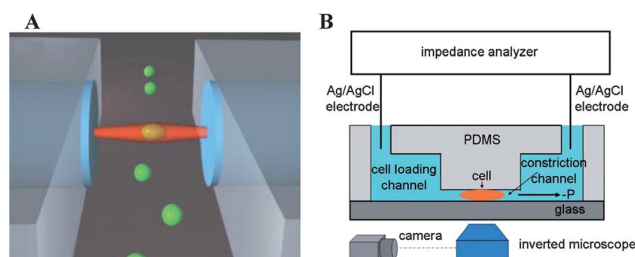 A
B
impedance analyzer
Ag/AgCl
electrode
Ag/AgCl
electrode
PDMS
cell loading
channel
cell
constriction
channel
-P
glass
camera
inverted microscope